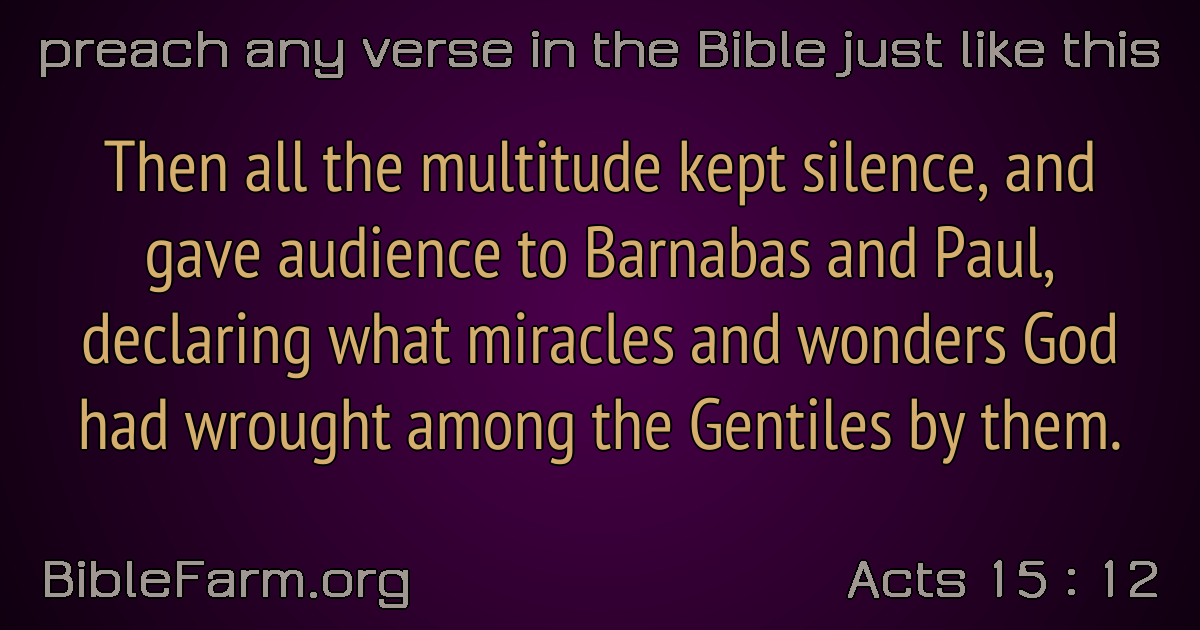 preach any verse in the Bible just like this
Then all the multitude kept silence, and
gave audience to Barnabas and Paul,
declaring what miracles and wonders God
had wrought among the Gentiles by them.
BibleFarm.org
Acts 15 : 12